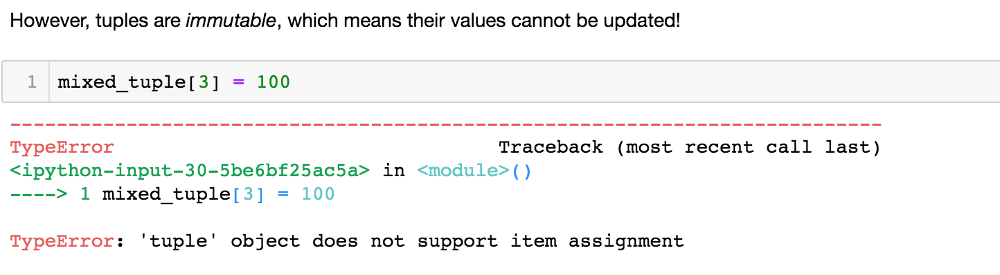 However, tuples are immutable, which means their values cannot be updated!
1 mixed_tuple[3] = 100
---------------------------------------------------------------------------
TypeError Traceback (most recent call last)
<ipython-input-30-5be6bf25ac5a> in <module>()
----> 1 mixed_tuple[3] = 100
TypeError: 'tuple' object does not support item assignment